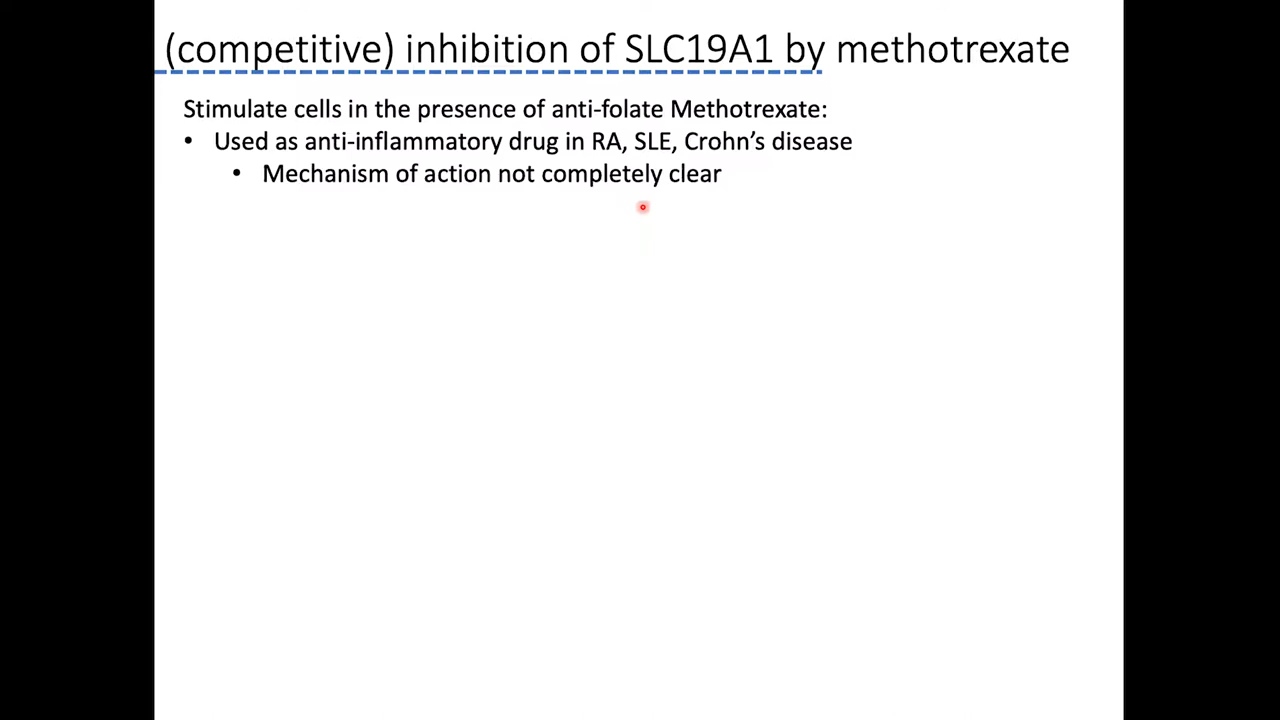 (competitive) inhibition of SLC19A1 by methotrexate
Stimulate cells in the presence of anti-folate Methotrexate:
• Used as anti-inflammatory drug in RA, SLE, Crohn’s disease
• Mechanism of action not completely clear